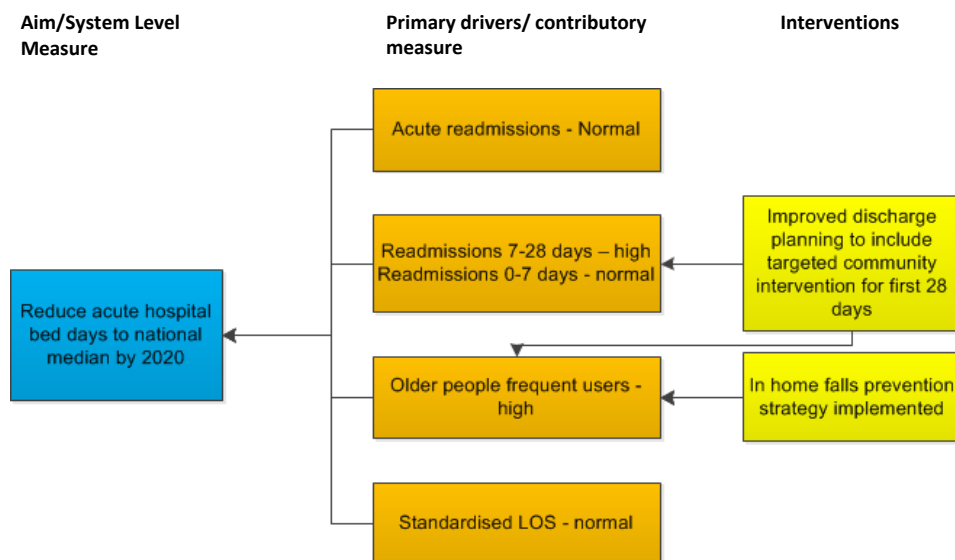 Aim/System Level
Measure
Primary drivers/ contributory
measure
Interventions
Acute readmissions - Normal
Readmissions 7-28 days – high
Readmissions 0-7 days - normal
Improved discharge
planning to include
targeted community
intervention for first 28
days
Reduce acute hospital
bed days to national
median by 2020
Older people frequent users -
high
In home falls prevention
strategy implemented
Standardised LOS - normal